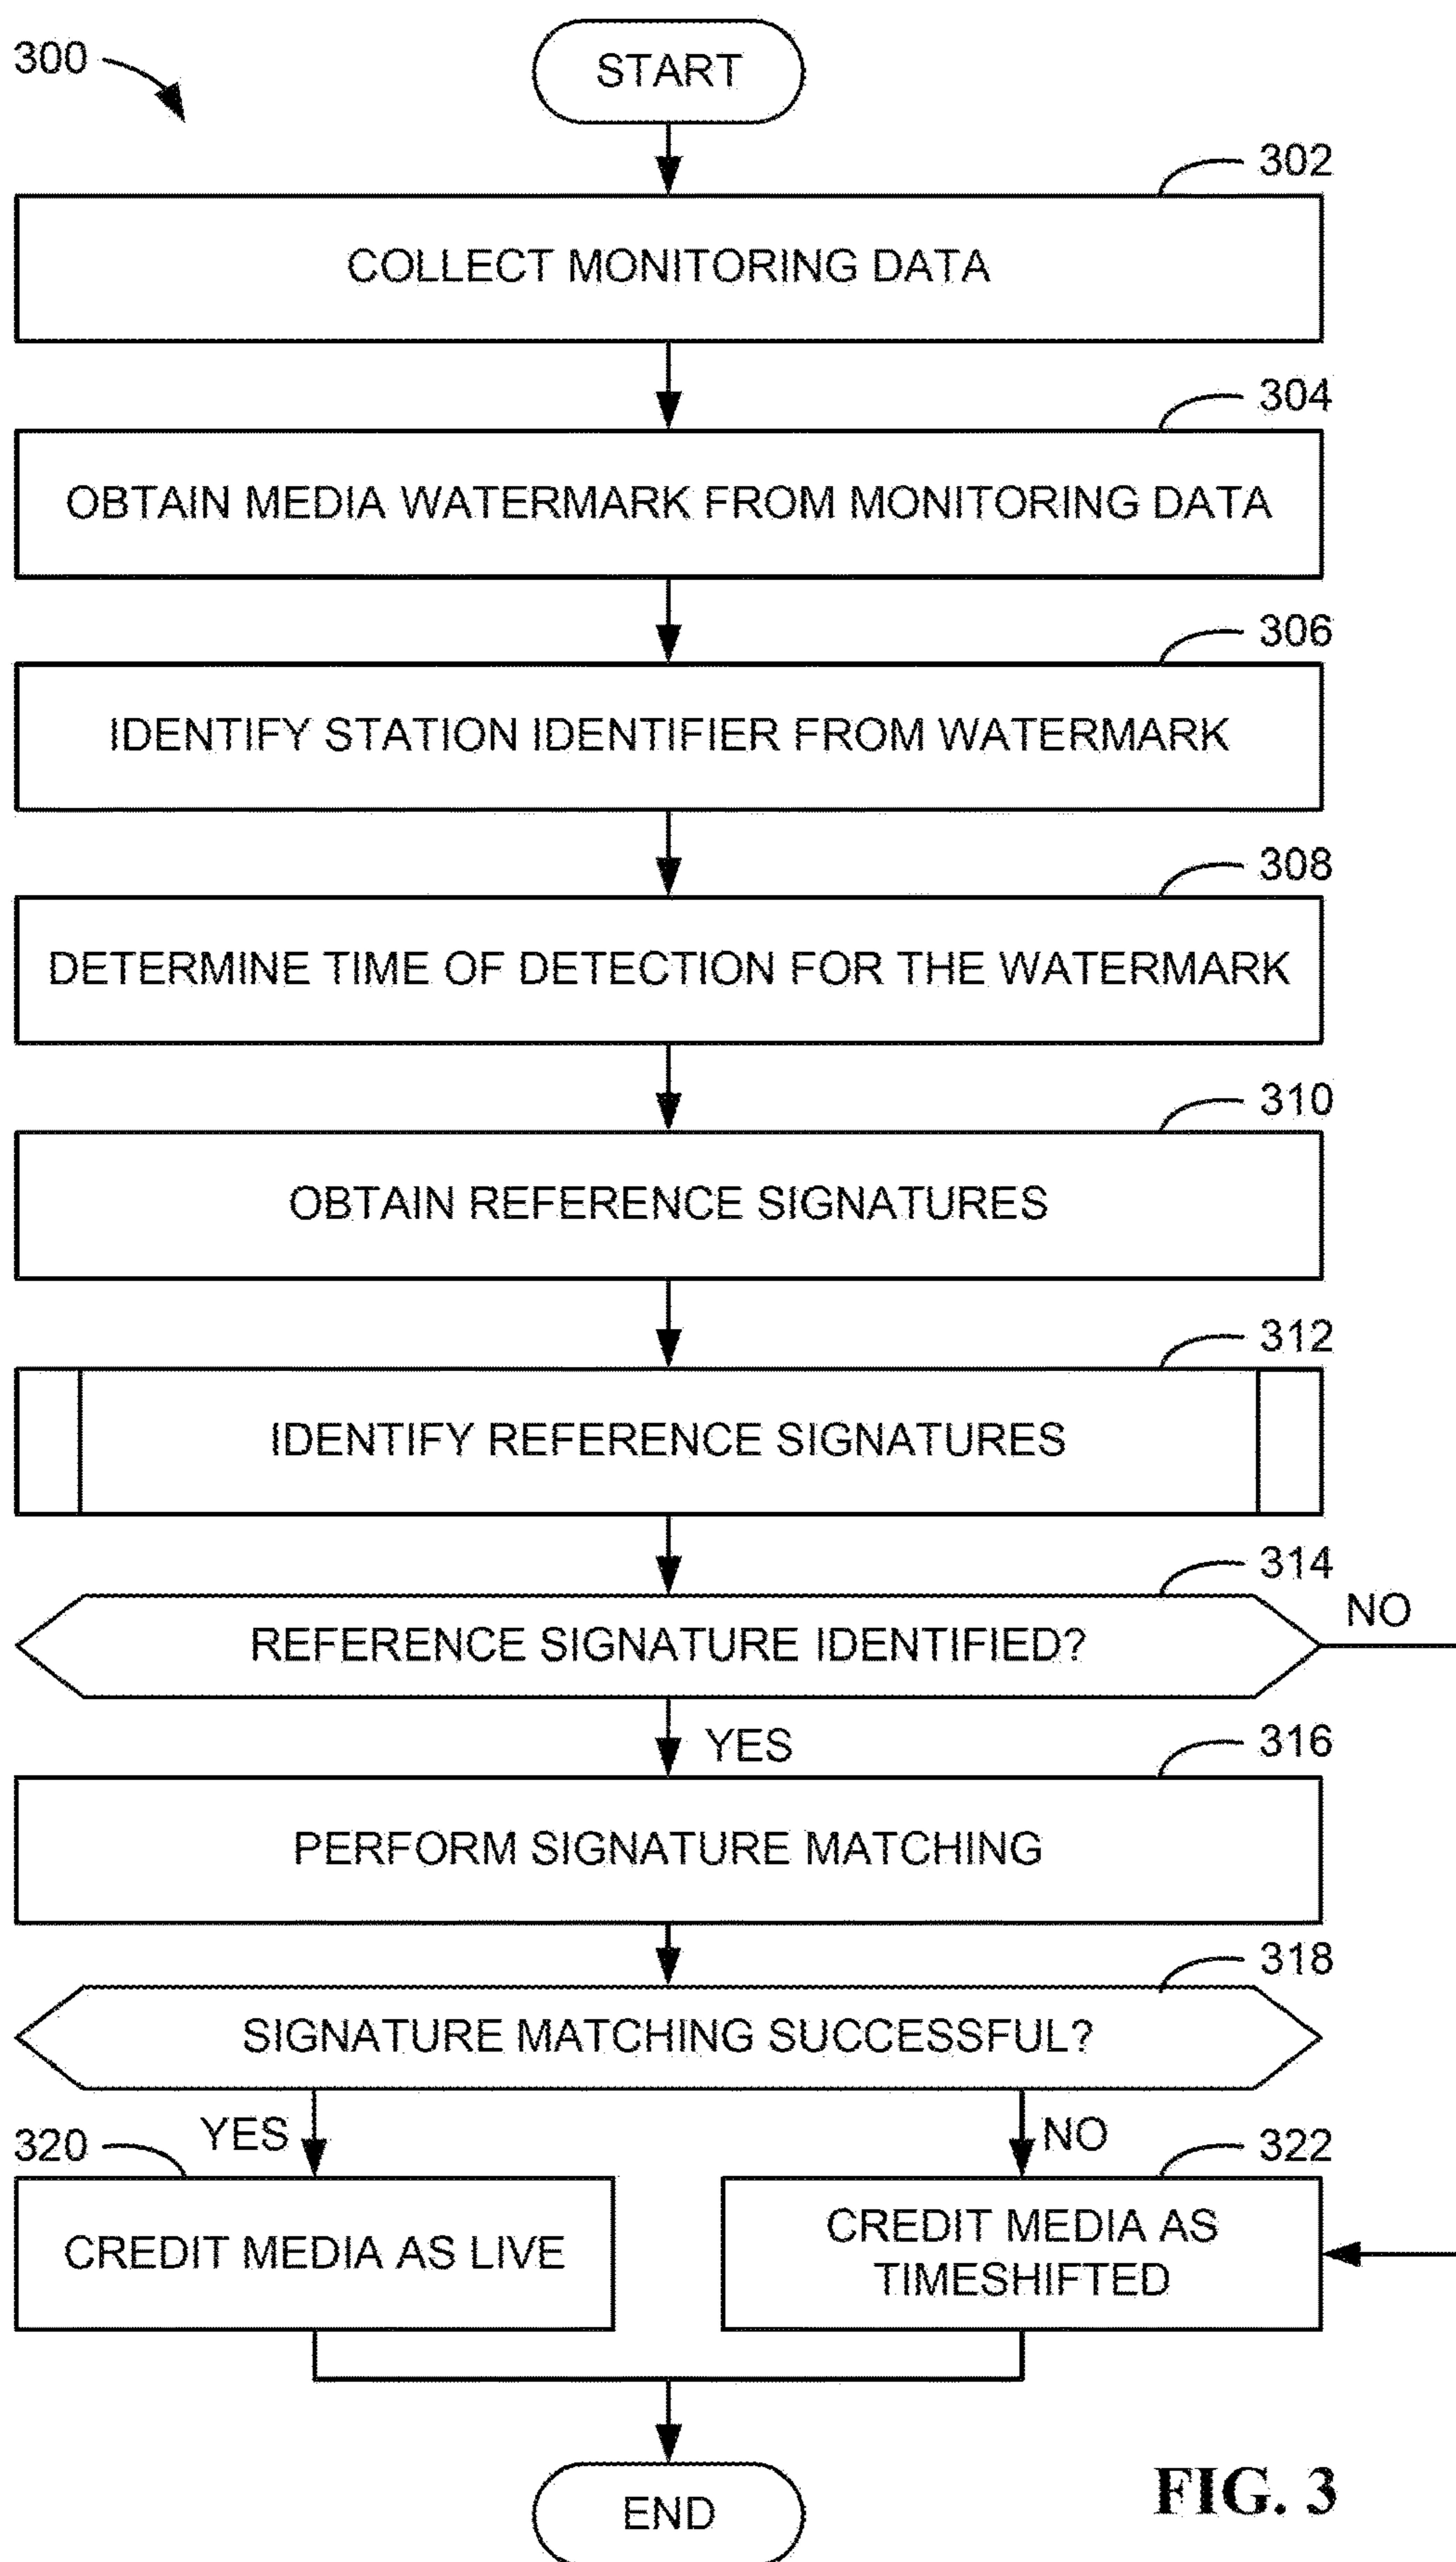 300
START
302
COLLECT MONITORING DATA
304
OBTAIN MEDIA WATERMARK FROM MONITORING DATA
306
IDENTIFY STATION IDENTIFIER FROM WATERMARK
308
DETERMINE TIME OF DETECTION FOR THE WATERMARK
310
OBTAIN REFERENCE SIGNATURES
312
IDENTIFY REFERENCE SIGNATURES
314
REFERENCE SIGNATURE IDENTIFIED?
NO
YES
316
PERFORM SIGNATURE MATCHING
318
SIGNATURE MATCHING SUCCESSFUL?
YES
NO
320
322
CREDIT MEDIA AS LIVE
CREDIT MEDIA AS
TIMESHIFTED
END
FIG. 3